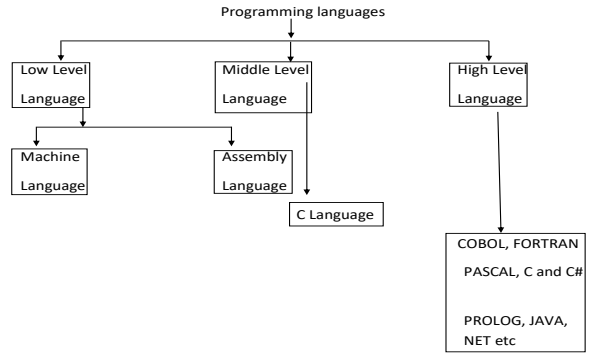 Programming languages
Low Level
Language
Middle Level
Language
High Level
Language
Machine
Language
Assembly
Language
C Language
COBOL, FORTRAN
PASCAL, C and C#
PROLOG, JAVA,
NET etc